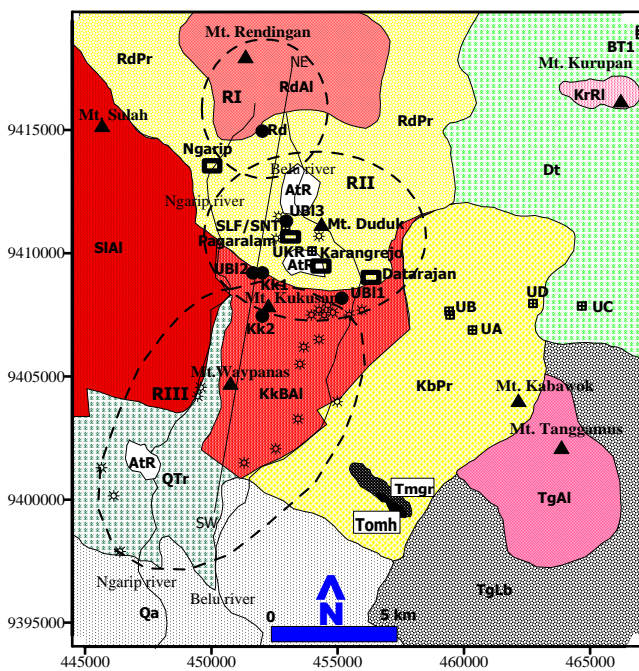 BT1
Mt. Rendingan
RdPr
NE
Mt. Kurupan
RI
RdAl
KrRl
Mt. Sulah
9415000
Rd
RdPr
Ngarip
Belu river
Dt
AtR
RII
Ngarip river
UBl3
Mt. Duduk
SLF/SNT
Pagaralam
SlAl
9410000
UKR
Karangrejo
AtR
Datarajan
UBl2
Kk1
UBl1
Mt. Kukusan
UD
UB
UC
Kk2
UA
9405000
Mt.Waypanas
RIII
KkBAl
KbPr
Mt. Kabawok
Mt. Tanggamus
AtR
QTr
Tmgr
TgAl
9400000
SW
Tomh
Ngarip river
Belu river
TgLb
Qa
N
0
5 km
9395000
445000
450000
455000
460000
465000